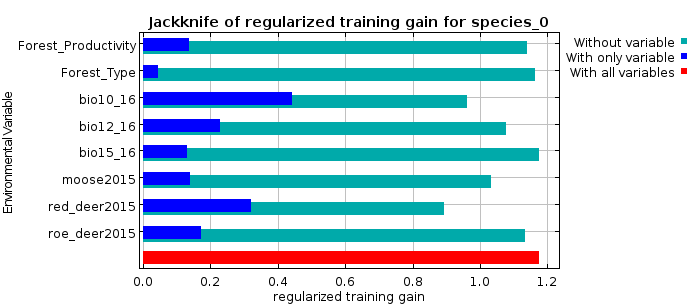 Jackknife of regularized training gain for species_0
Without variable
With only variable
With all variables
Environmental Variable
Forest_Productivity
Forest_Type
bio10_16
bio12_16
bio15_16
moose2015
red_deer2015
roe_deer2015
0.0 0.2 0.4 0.6 0.8 1.0 1.2
regularized training gain